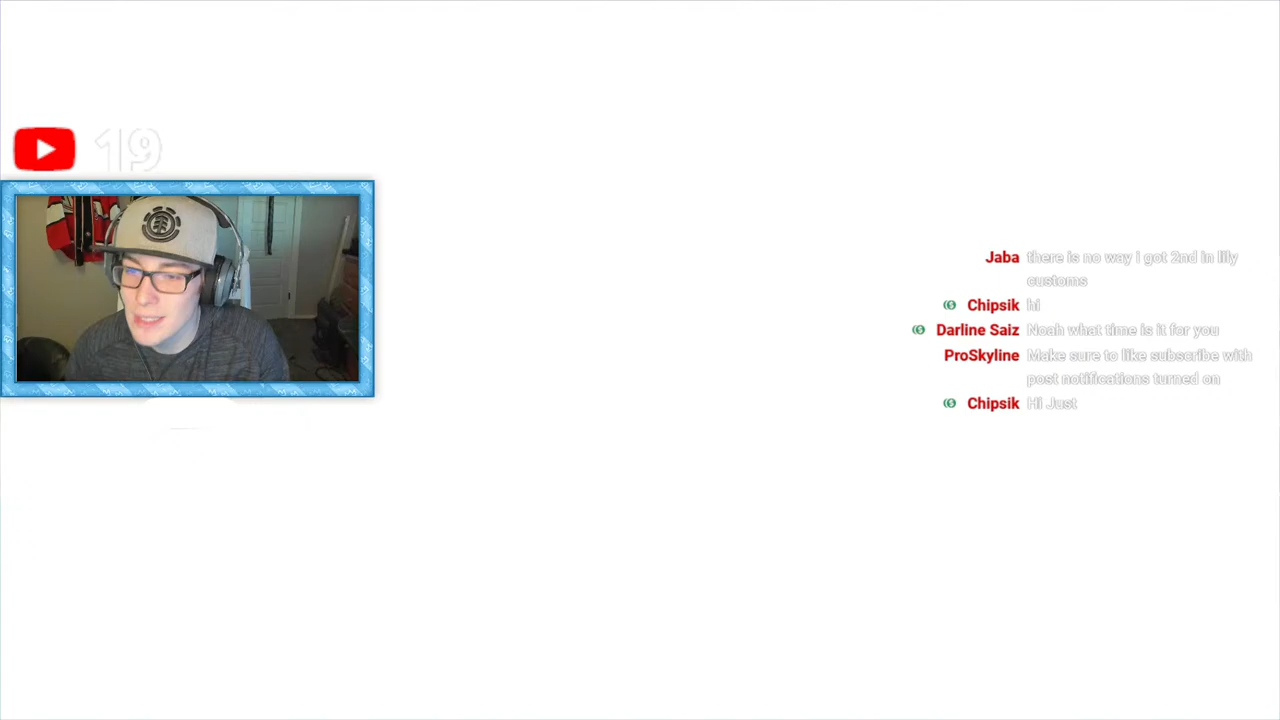 19
Jaba there is no way I got 2nd in lily
customs
Chipsik hi
Darline Saiz Noah what time is it for you
ProSkyline Make sure to like subscribe with
post notifications turned on
Chipsik Hi Just